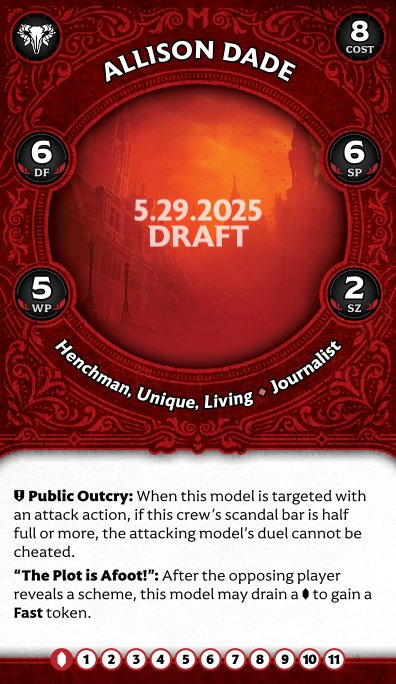 8
COST
ALLISON DADE
6
DF
6
SP
5.29.2025
DRAFT
5
WP
2
SZ
Henchman, Unique, Living ♦ Journalist
Public Outcry: When this model is targeted with
an attack action, if this crew’s scandal bar is half
full or more, the attacking model’s duel cannot be
cheated.
“The Plot is Afoot!”: After the opposing player
reveals a scheme, this model may drain a to gain a
Fast token.
1 2 3 4 5 6 7 8 9 10 11